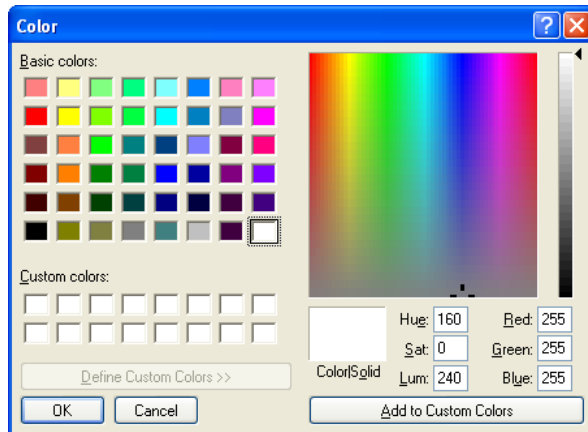 Color
Basic colors:
Custom colors:
Define Custom Colors >>
OK Cancel
Color|Solid
Hue: 160 Red: 255
Sat: 0 Green: 255
Lum: 240 Blue: 255
Add to Custom Colors